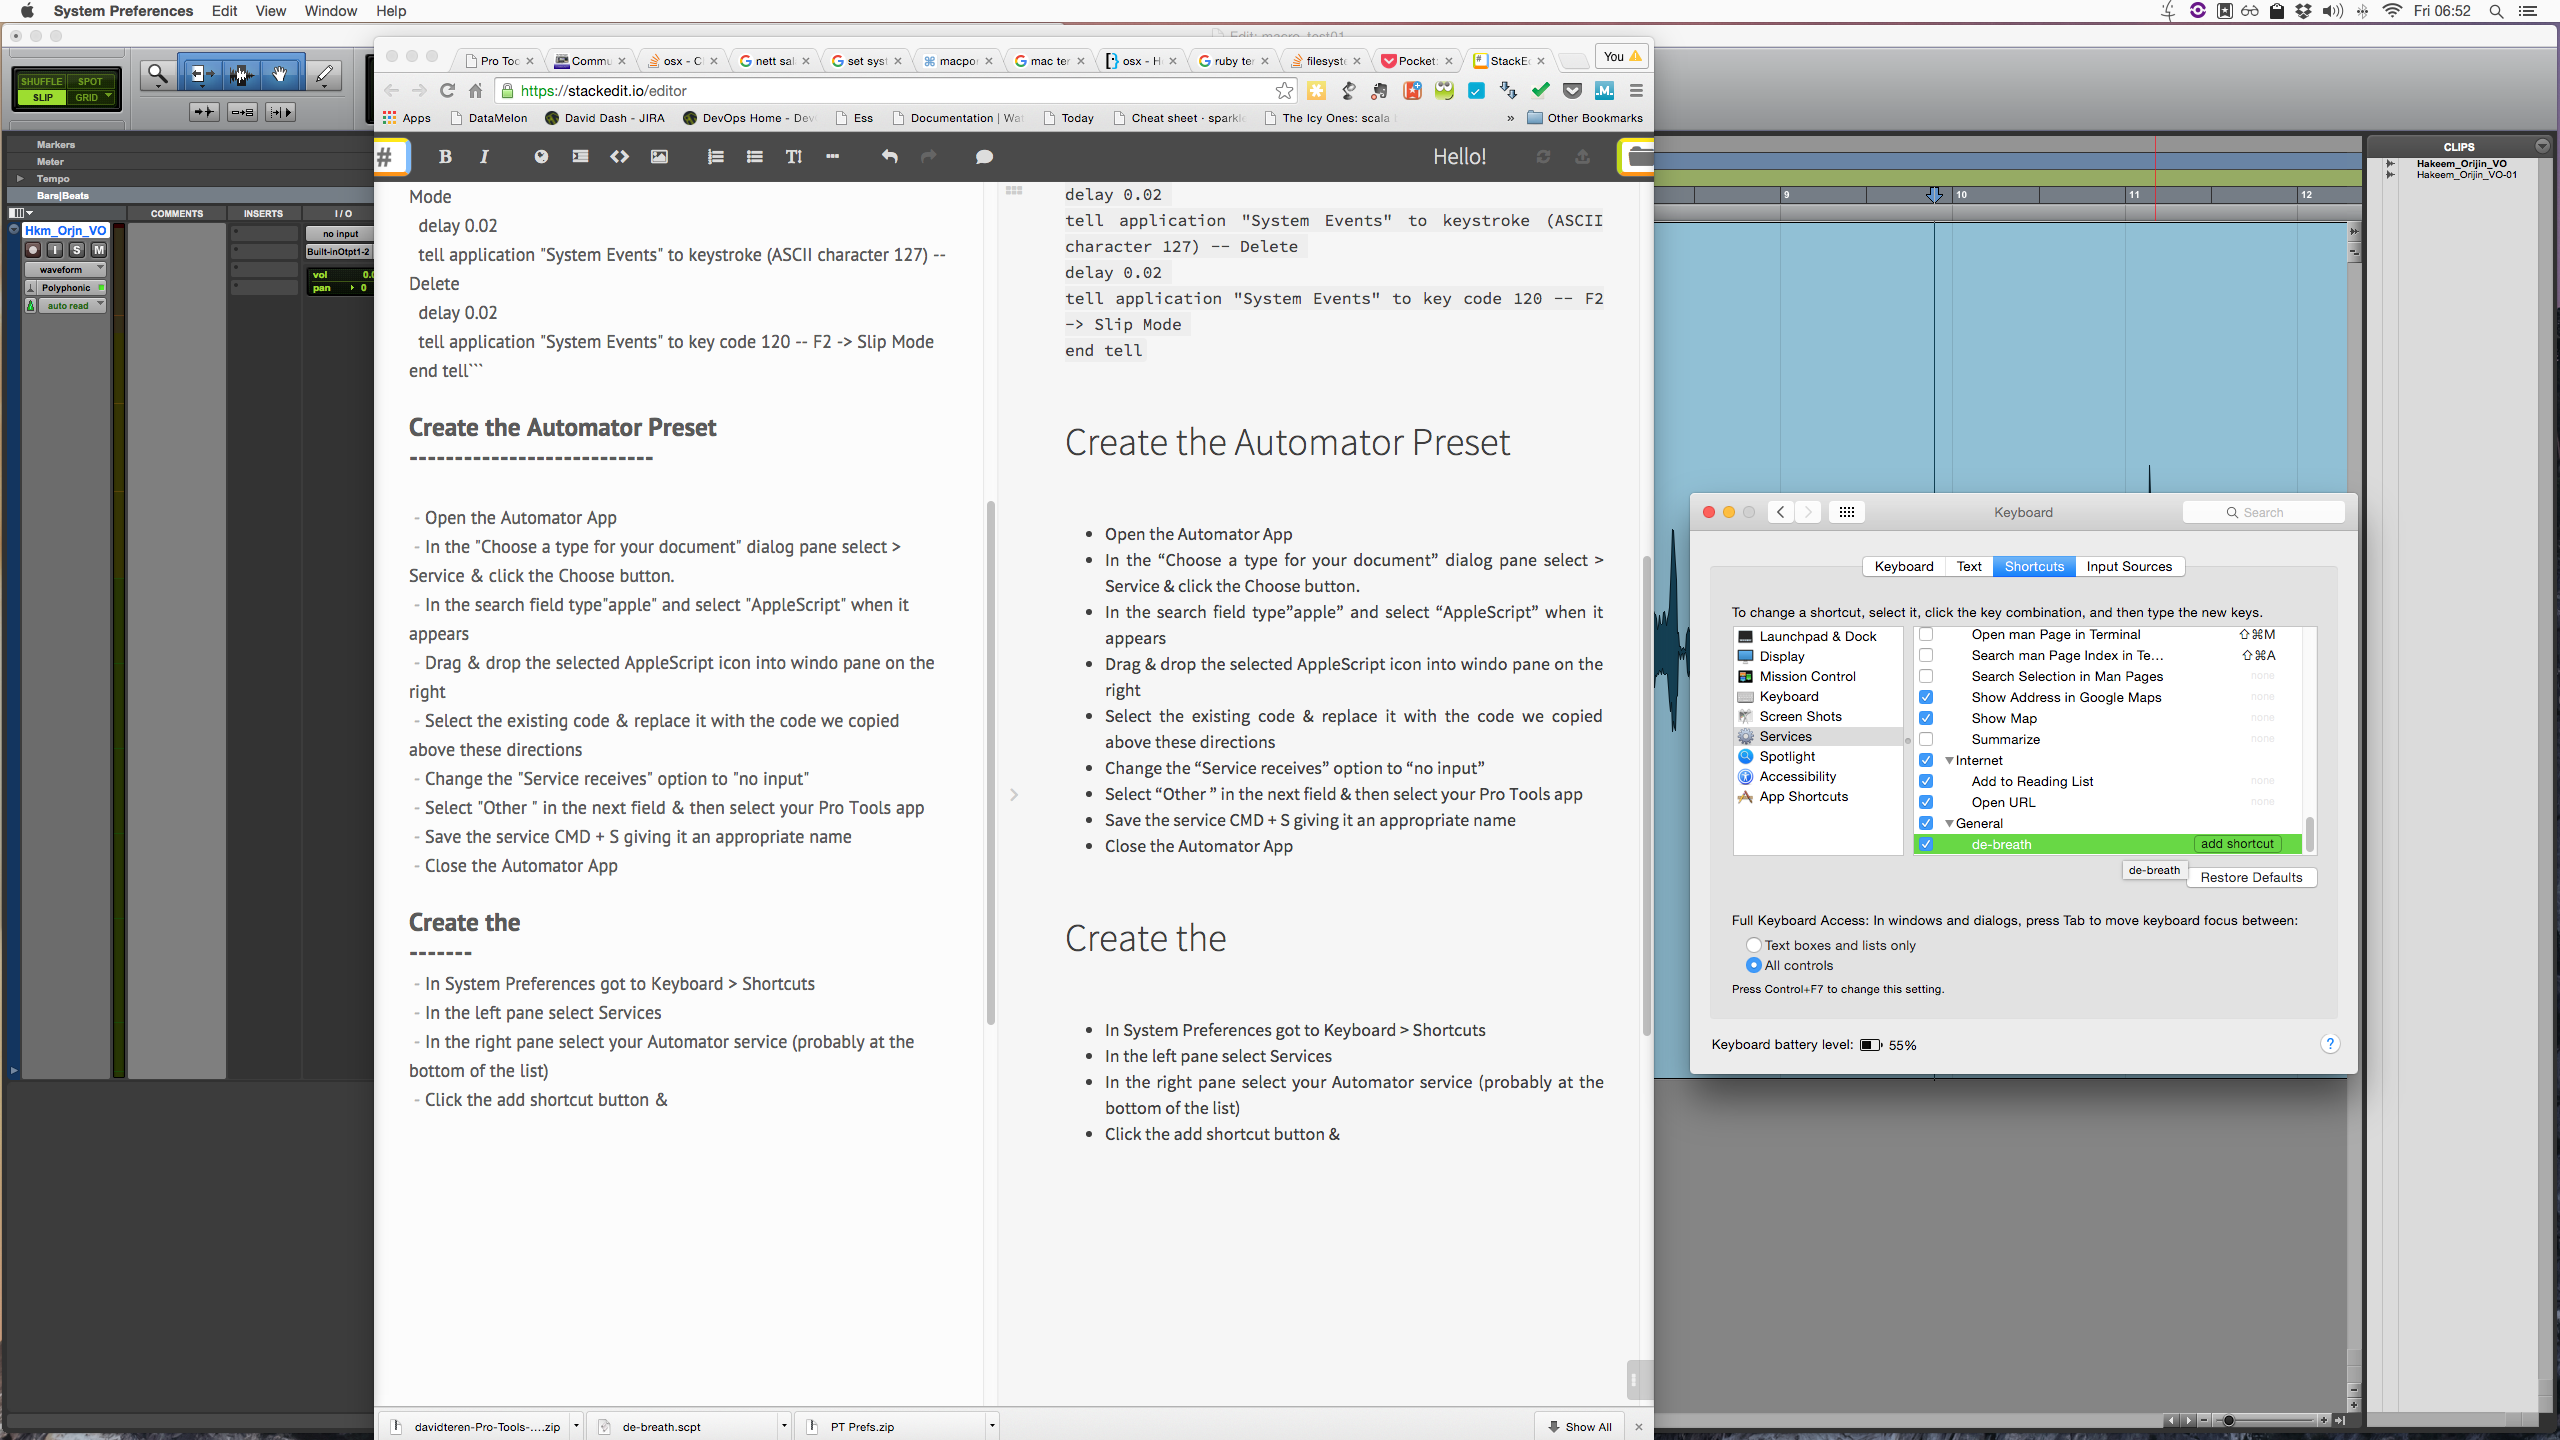 System Preferences Edit View Window Help
Fri 06:52
Edit: macro_test01
SHUFFLE SPOT
SLIP GRID
Markers
Meter
Tempo
Bars|Beats
COMMENTS INSERTS I / O
Hkm_Orjn_VO
I S M
waveform
Polyphonic
auto read
no input
Built-inOtpt1-2
vol 0.
pan 0
Pro Too
Commu
osx - C
nett sal
set syst
macpor
mac ter
osx - H
ruby ter
filesyste
Pocket:
StackEd
You
https://stackedit.io/editor
Apps DataMelon David Dash - JIRA DevOps Home - Dev Ess Documentation | Wa Today Cheat sheet · sparkle The Icy Ones: scala » Other Bookmarks
# B I Hello!
Mode
delay 0.02
tell application "System Events" to keystroke (ASCII character 127) --
Delete
delay 0.02
tell application "System Events" to key code 120 -- F2 -> Slip Mode
end tell```
Create the Automator Preset
---------------------------
- Open the Automator App
- In the "Choose a type for your document" dialog pane select >
Service & click the Choose button.
- In the search field type"apple" and select "AppleScript" when it
appears
- Drag & drop the selected AppleScript icon into windo pane on the
right
- Select the existing code & replace it with the code we copied
above these directions
- Change the "Service receives" option to "no input"
- Select "Other " in the next field & then select your Pro Tools app
- Save the service CMD + S giving it an appropriate name
- Close the Automator App
Create the
-------
- In System Preferences got to Keyboard > Shortcuts
- In the left pane select Services
- In the right pane select your Automator service (probably at the
bottom of the list)
- Click the add shortcut button &
delay 0.02
tell application "System Events" to keystroke (ASCII
character 127) -- Delete
delay 0.02
tell application "System Events" to key code 120 -- F2
-> Slip Mode
end tell
Create the Automator Preset
• Open the Automator App
• In the “Choose a type for your document” dialog pane select >
Service & click the Choose button.
• In the search field type”apple” and select “AppleScript” when it
appears
• Drag & drop the selected AppleScript icon into windo pane on the
right
• Select the existing code & replace it with the code we copied
above these directions
• Change the “Service receives” option to “no input”
• Select “Other ” in the next field & then select your Pro Tools app
• Save the service CMD + S giving it an appropriate name
• Close the Automator App
Create the
• In System Preferences got to Keyboard > Shortcuts
• In the left pane select Services
• In the right pane select your Automator service (probably at the
bottom of the list)
• Click the add shortcut button &
davidteren-Pro-Tools-....zip de-breath.scpt PT Prefs.zip Show All
9 10 11 12
CLIPS
Hakeem_Orijin_VO
Hakeem_Orijin_VO-01
Keyboard
Search
Keyboard Text Shortcuts Input Sources
To change a shortcut, select it, click the key combination, and then type the new keys.
Launchpad & Dock
Display
Mission Control
Keyboard
Screen Shots
Services
Spotlight
Accessibility
App Shortcuts
Open man Page in Terminal ⇧⌘M
Search man Page Index in Te... ⇧⌘A
Search Selection in Man Pages none
Show Address in Google Maps none
Show Map none
Summarize none
Internet
Add to Reading List none
Open URL none
General
de-breath add shortcut
de-breath
Restore Defaults
Full Keyboard Access: In windows and dialogs, press Tab to move keyboard focus between:
Text boxes and lists only
All controls
Press Control+F7 to change this setting.
Keyboard battery level: 55%
?